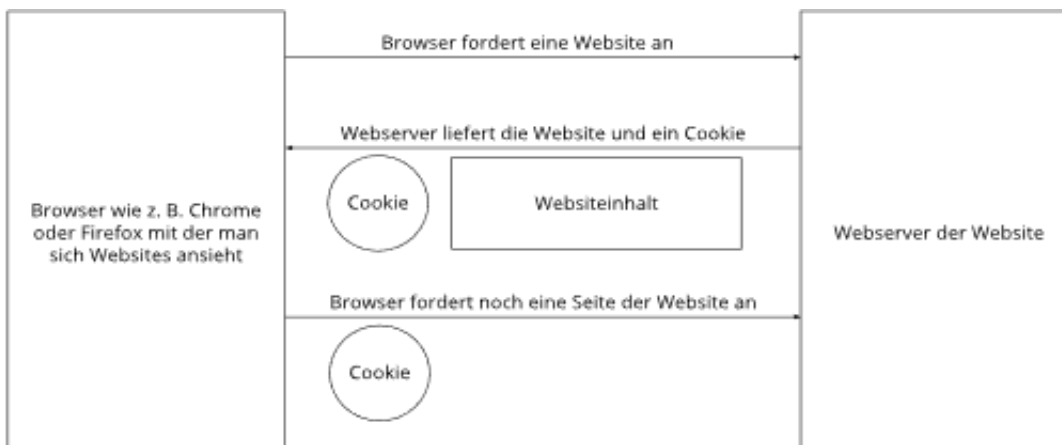 Browser fordert eine Website an
Webserver liefert die Website und ein Cookie
Cookie
Websiteinhalt
Browser wie z. B. Chrome
oder Firefox mit der man
sich Websites ansieht
Webserver der Website
Browser fordert noch eine Seite der Website an
Cookie